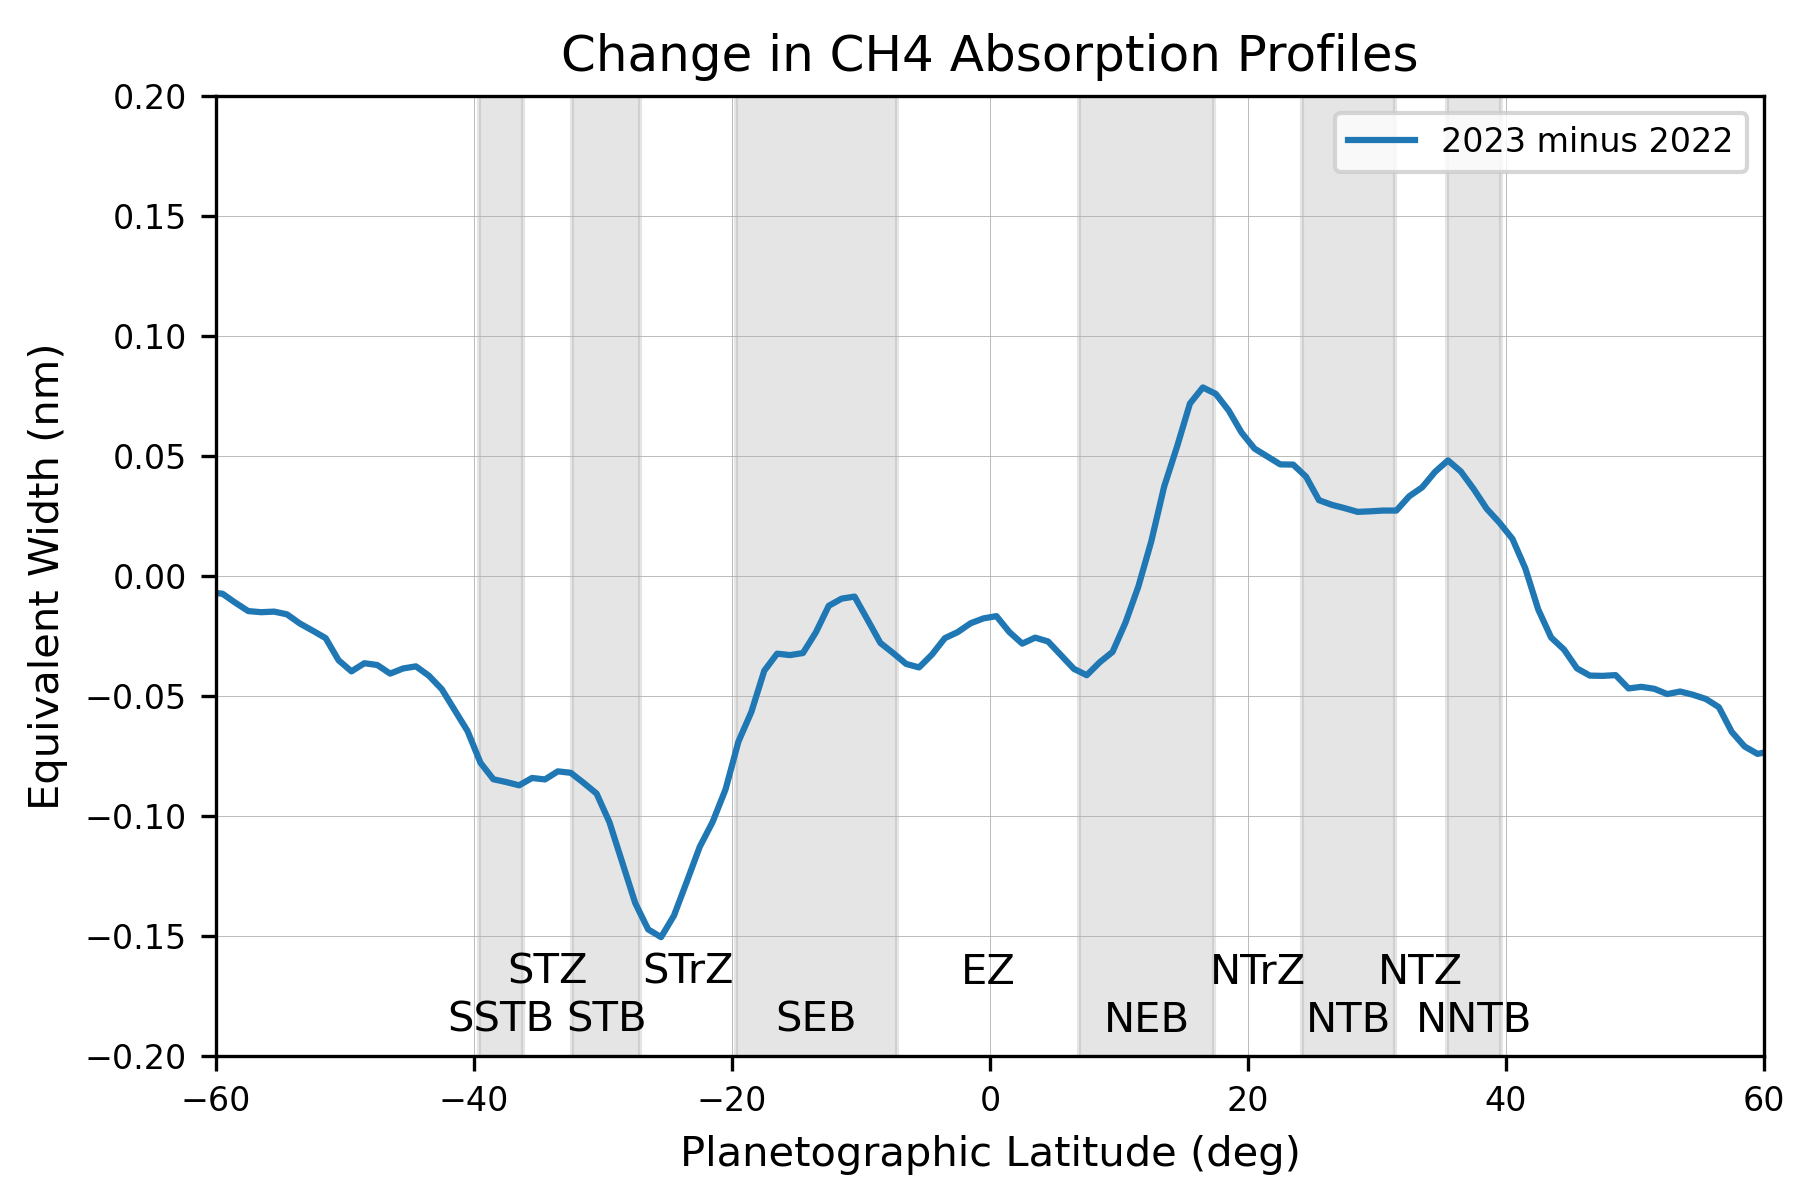 Change in CH4 Absorption Profiles
2023 minus 2022
0.20
0.15
0.10
0.05
0.00
−0.05
−0.10
−0.15
−0.20
Equivalent Width (nm)
STZ STrZ EZ NTrZ NTZ
SSTB STB SEB NEB NTB NNTB
−60 −40 −20 0 20 40 60
Planetographic Latitude (deg)